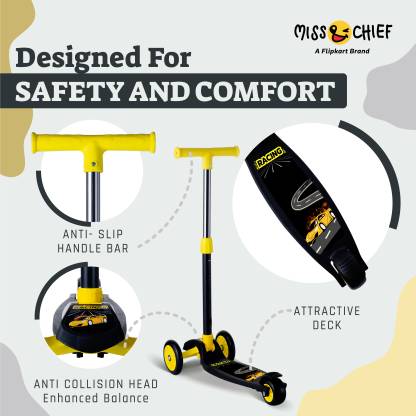 MISS CHIEF
A Flipkart Brand
Designed For
SAFETY AND COMFORT
RACING
ANTI- SLIP
HANDLE BAR
ATTRACTIVE
DECK
ANTI COLLISION HEAD
Enhanced Balance